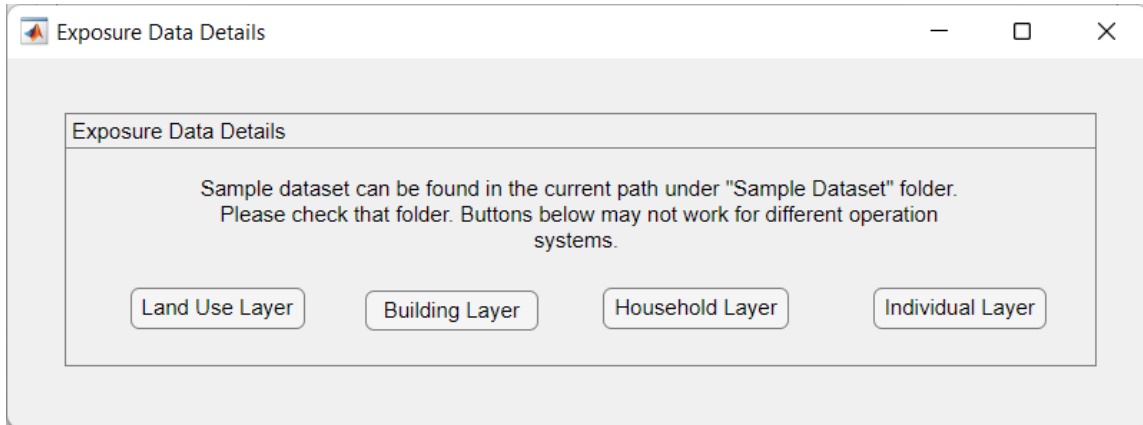 Exposure Data Details
Exposure Data Details
Sample dataset can be found in the current path under "Sample Dataset" folder.
Please check that folder. Buttons below may not work for different operation
systems.
Land Use Layer
Building Layer
Household Layer
Individual Layer